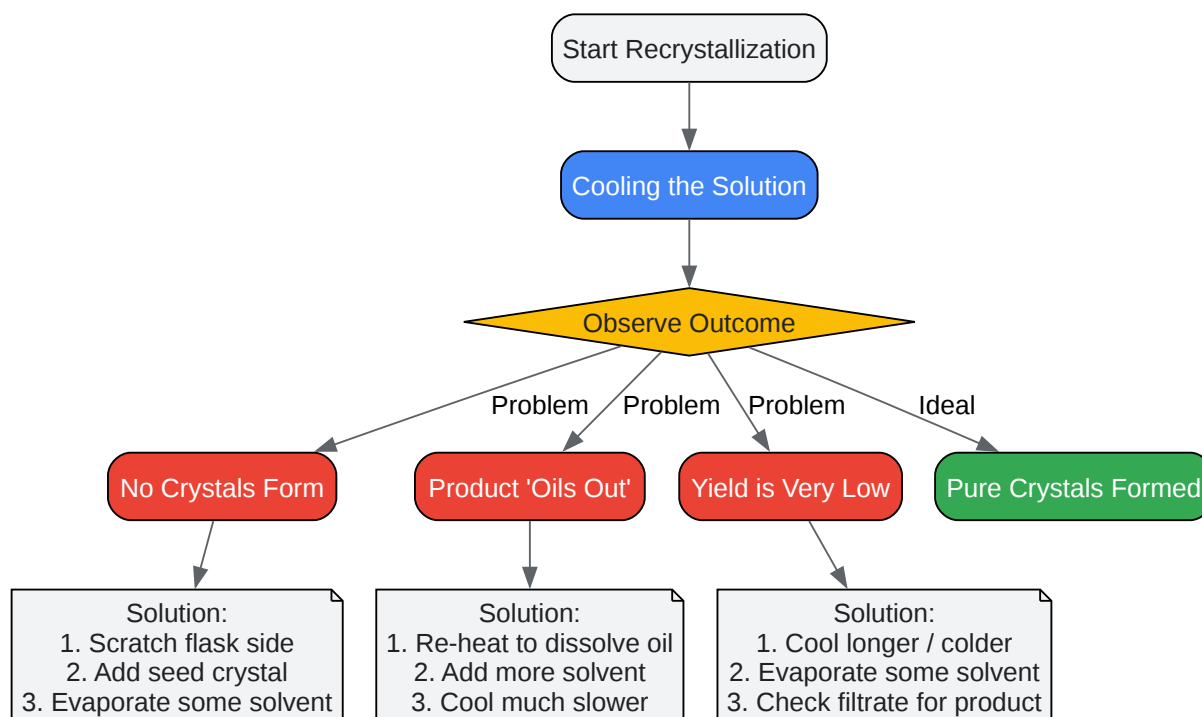 Start Recrystallization
Cooling the Solution
Observe Outcome
Problem
Problem
Problem
Ideal
No Crystals Form
Product 'Oils Out'
Yield is Very Low
Pure Crystals Formed
Solution:
1. Scratch flask side
2. Add seed crystal
3. Evaporate some solvent
Solution:
1. Re-heat to dissolve oil
2. Add more solvent
3. Cool much slower
Solution:
1. Cool longer / colder
2. Evaporate some solvent
3. Check filtrate for product